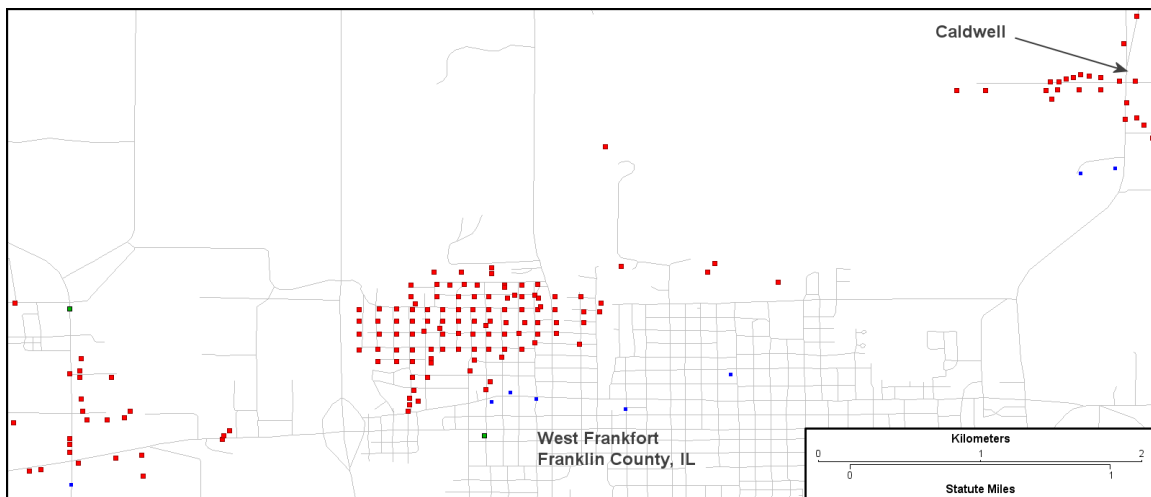 Caldwell
West Frankfort
Franklin County, IL
Kilometers
0 1 2
0 1
Statute Miles